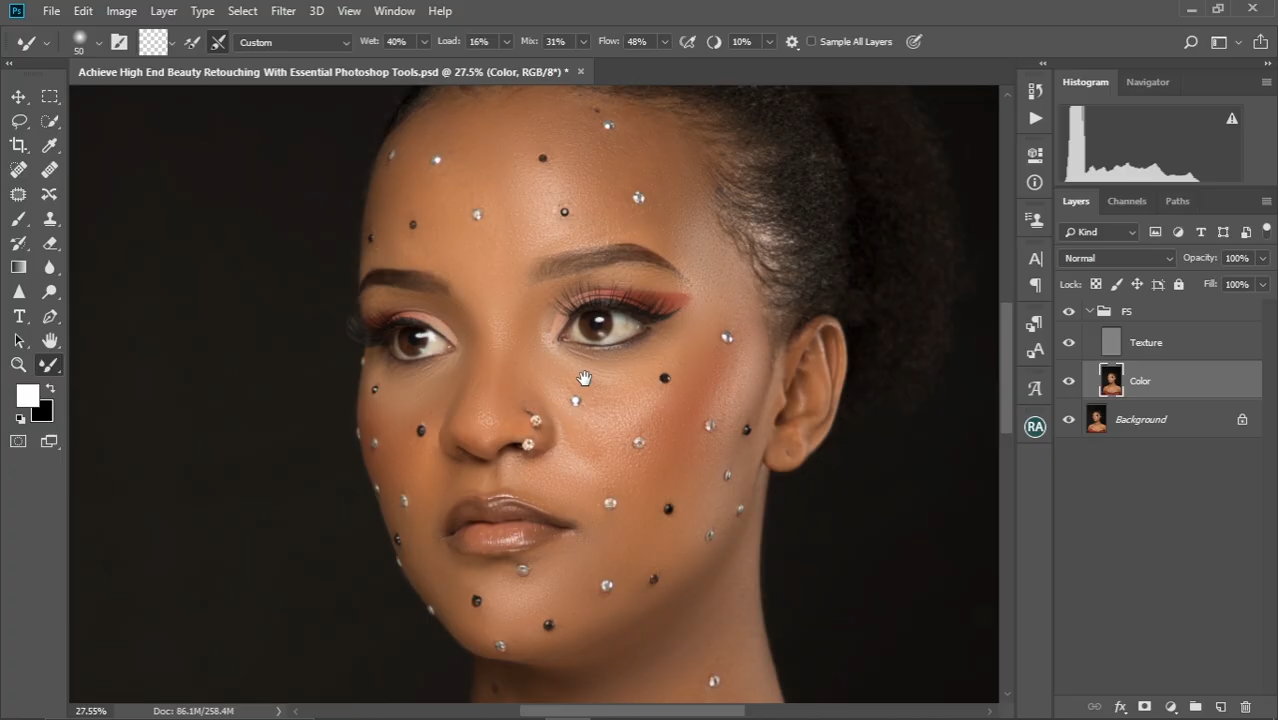 Ps File Edit Image Layer Type Select Filter 3D View Window Help
50 Custom Wet: 40% Load: 16% Mix: 31% Flow: 48% 10% Sample All Layers
Achieve High End Beauty Retouching With Essential Photoshop Tools.psd @ 27.5% (Color, RGB/8*) *
Histogram Navigator
Layers Channels Paths
Kind
Normal Opacity: 100%
Lock: Fill: 100%
FS
Texture
Color
Background
RA
27.55% Doc: 86.1M/258.4M